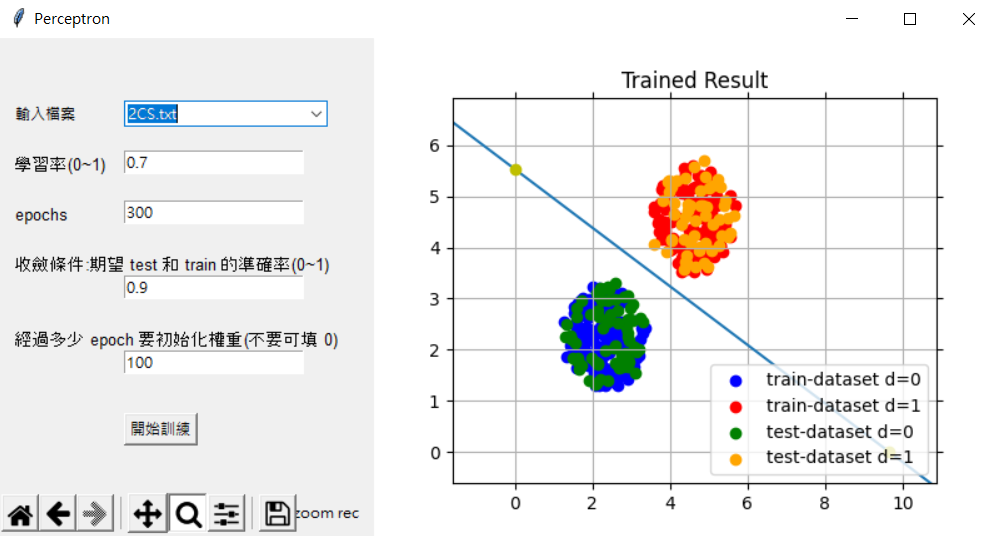 Perceptron
輸入檔案 2CS.txt
學習率(0~1) 0.7
epochs 300
收斂條件:期望 test 和 train 的準確率(0~1)
0.9
經過多少 epoch 要初始化權重(不要可填 0)
100
開始訓練
zoom rec
Trained Result
6
5
4
3
2
1
0
0 2 4 6 8 10
train-dataset d=0
train-dataset d=1
test-dataset d=0
test-dataset d=1